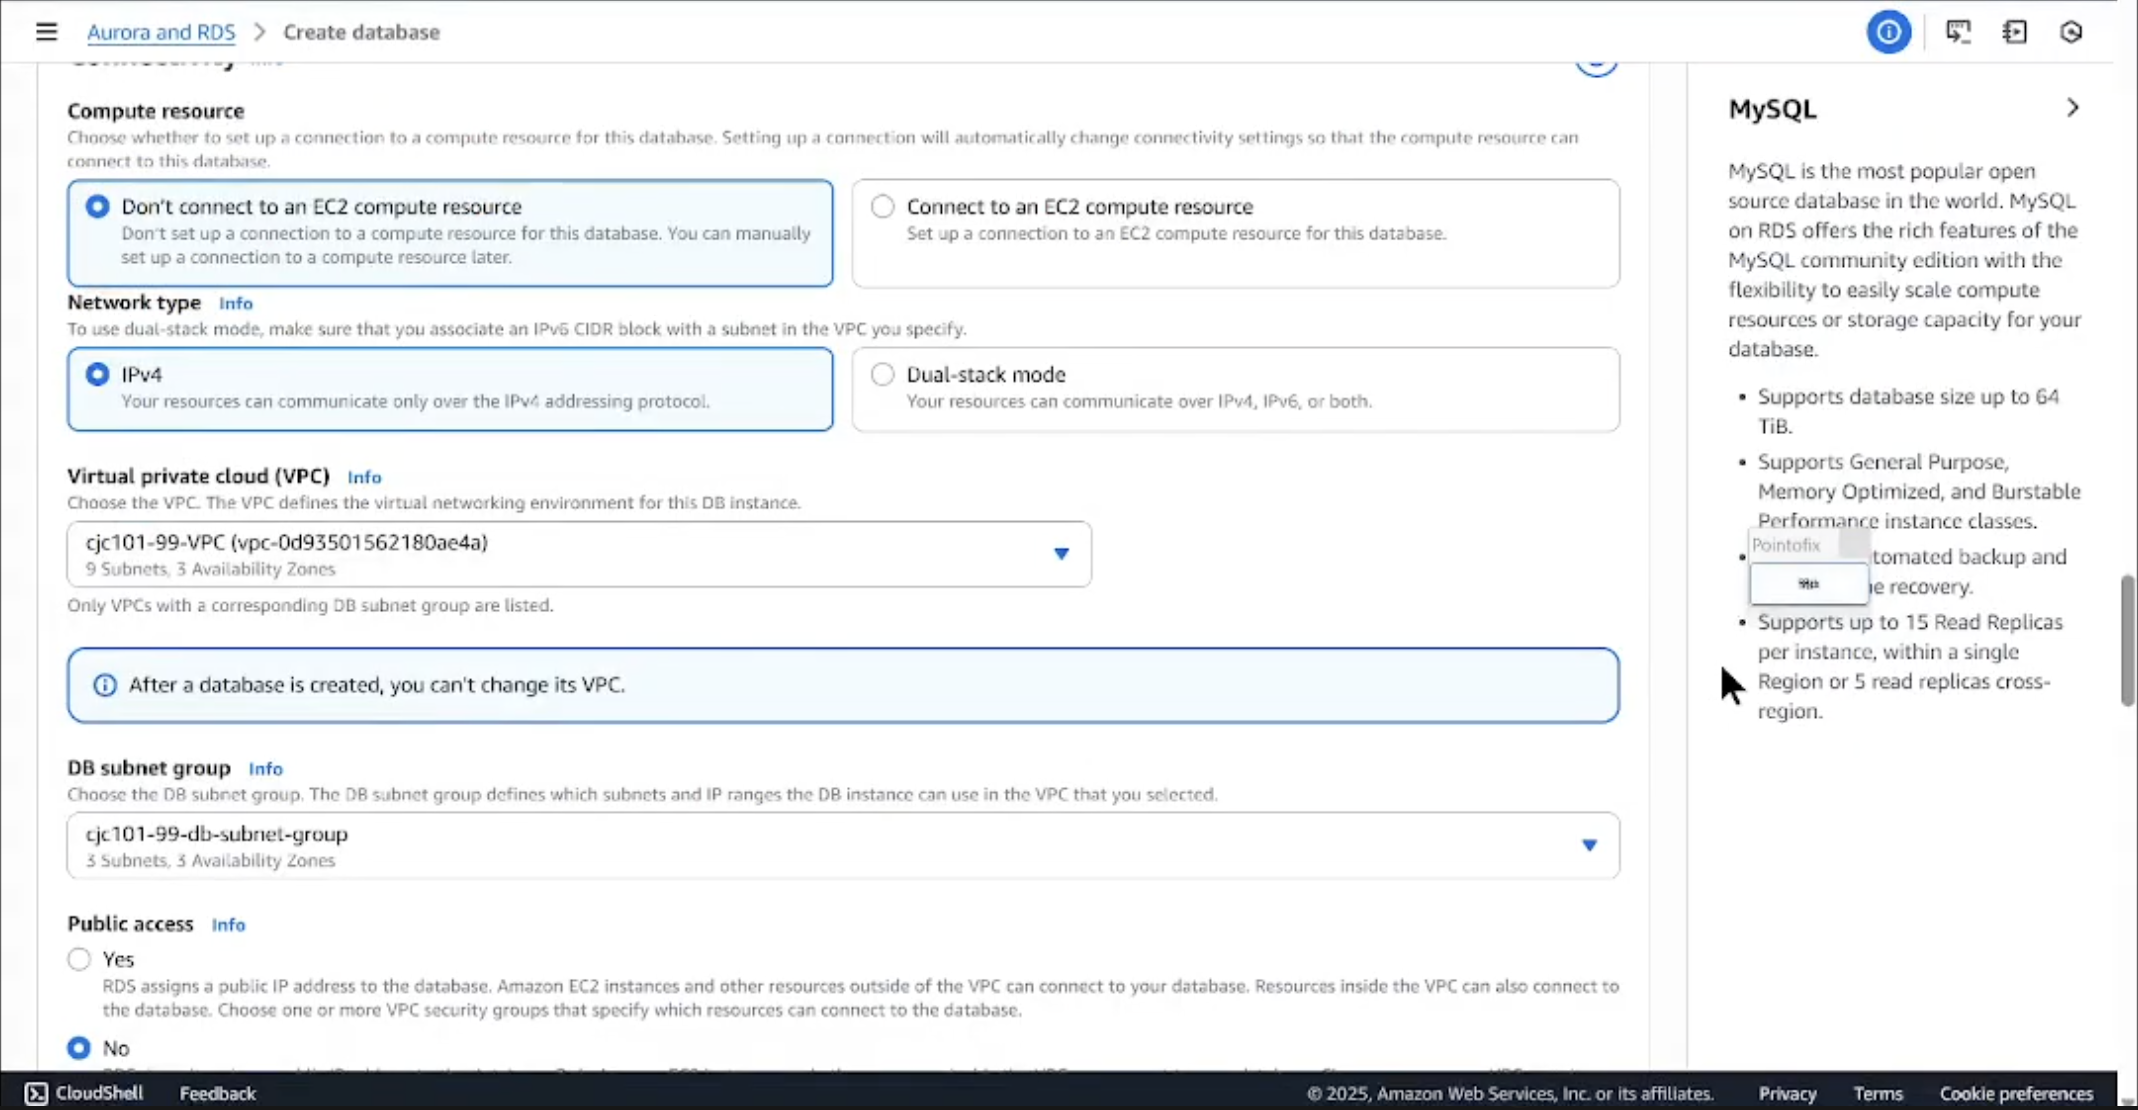 Aurora and RDS > Create database
Compute resource
Choose whether to set up a connection to a compute resource for this database. Setting up a connection will automatically change connectivity settings so that the compute resource can
connect to this database.
Don't connect to an EC2 compute resource
Don't set up a connection to a compute resource for this database. You can manually
set up a connection to a compute resource later.
Connect to an EC2 compute resource
Set up a connection to an EC2 compute resource for this database.
Network type Info
To use dual-stack mode, make sure that you associate an IPv6 CIDR block with a subnet in the VPC you specify.
IPv4
Your resources can communicate only over the IPv4 addressing protocol.
Dual-stack mode
Your resources can communicate over IPv4, IPv6, or both.
Virtual private cloud (VPC) Info
Choose the VPC. The VPC defines the virtual networking environment for this DB instance.
cjc101-99-VPC (vpc-0d93501562180ae4a)
9 Subnets, 3 Availability Zones
Only VPCs with a corresponding DB subnet group are listed.
After a database is created, you can't change its VPC.
DB subnet group Info
Choose the DB subnet group. The DB subnet group defines which subnets and IP ranges the DB instance can use in the VPC that you selected.
cjc101-99-db-subnet-group
3 Subnets, 3 Availability Zones
Public access Info
Yes
RDS assigns a public IP address to the database. Amazon EC2 instances and other resources outside of the VPC can connect to your database. Resources inside the VPC can also connect to
the database. Choose one or more VPC security groups that specify which resources can connect to the database.
No
MySQL
MySQL is the most popular open
source database in the world. MySQL
on RDS offers the rich features of the
MySQL community edition with the
flexibility to easily scale compute
resources or storage capacity for your
database.
• Supports database size up to 64
TiB.
• Supports General Purpose,
Memory Optimized, and Burstable
Performance instance classes.
Pointofix
• tomated backup and
e recovery.
• Supports up to 15 Read Replicas
per instance, within a single
Region or 5 read replicas cross-
region.
CloudShell Feedback © 2025, Amazon Web Services, Inc. or its affiliates. Privacy Terms Cookie preferences